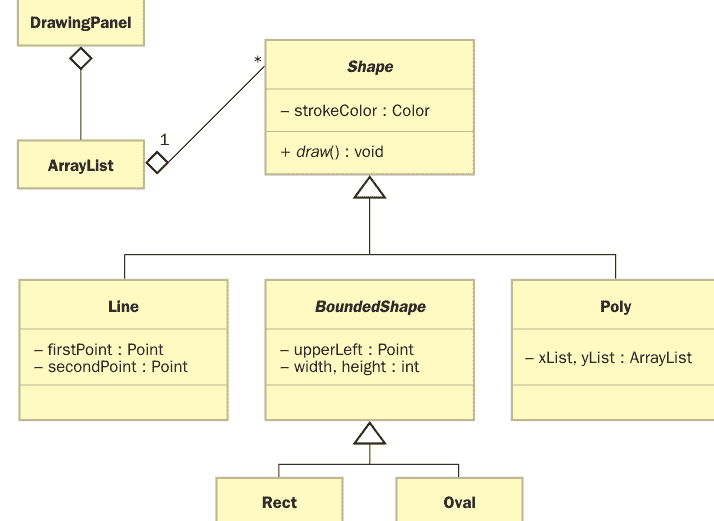 DrawingPanel
*
Shape
– strokeColor : Color
+ draw() : void
1
ArrayList
Line
– firstPoint : Point
– secondPoint : Point
BoundedShape
– upperLeft : Point
– width, height : int
Poly
– xList, yList : ArrayList
Rect
Oval